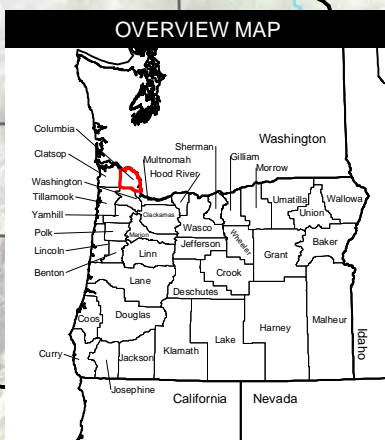 OVERVIEW MAP
Columbia
Clatsop
Washington
Tillamook
Yamhill
Polk
Lincoln
Benton
Multnomah
Hood River
Sherman
Washington
Gilliam
Morrow
Umatilla
Wallowa
Union
Clackamas
Wasco
Marion
Jefferson
Wheeler
Grant
Baker
Linn
Crook
Lane
Deschutes
Coos
Douglas
Malheur
Harney
Lake
Klamath
Curry
Jackson
Josephine
Idaho
California
Nevada